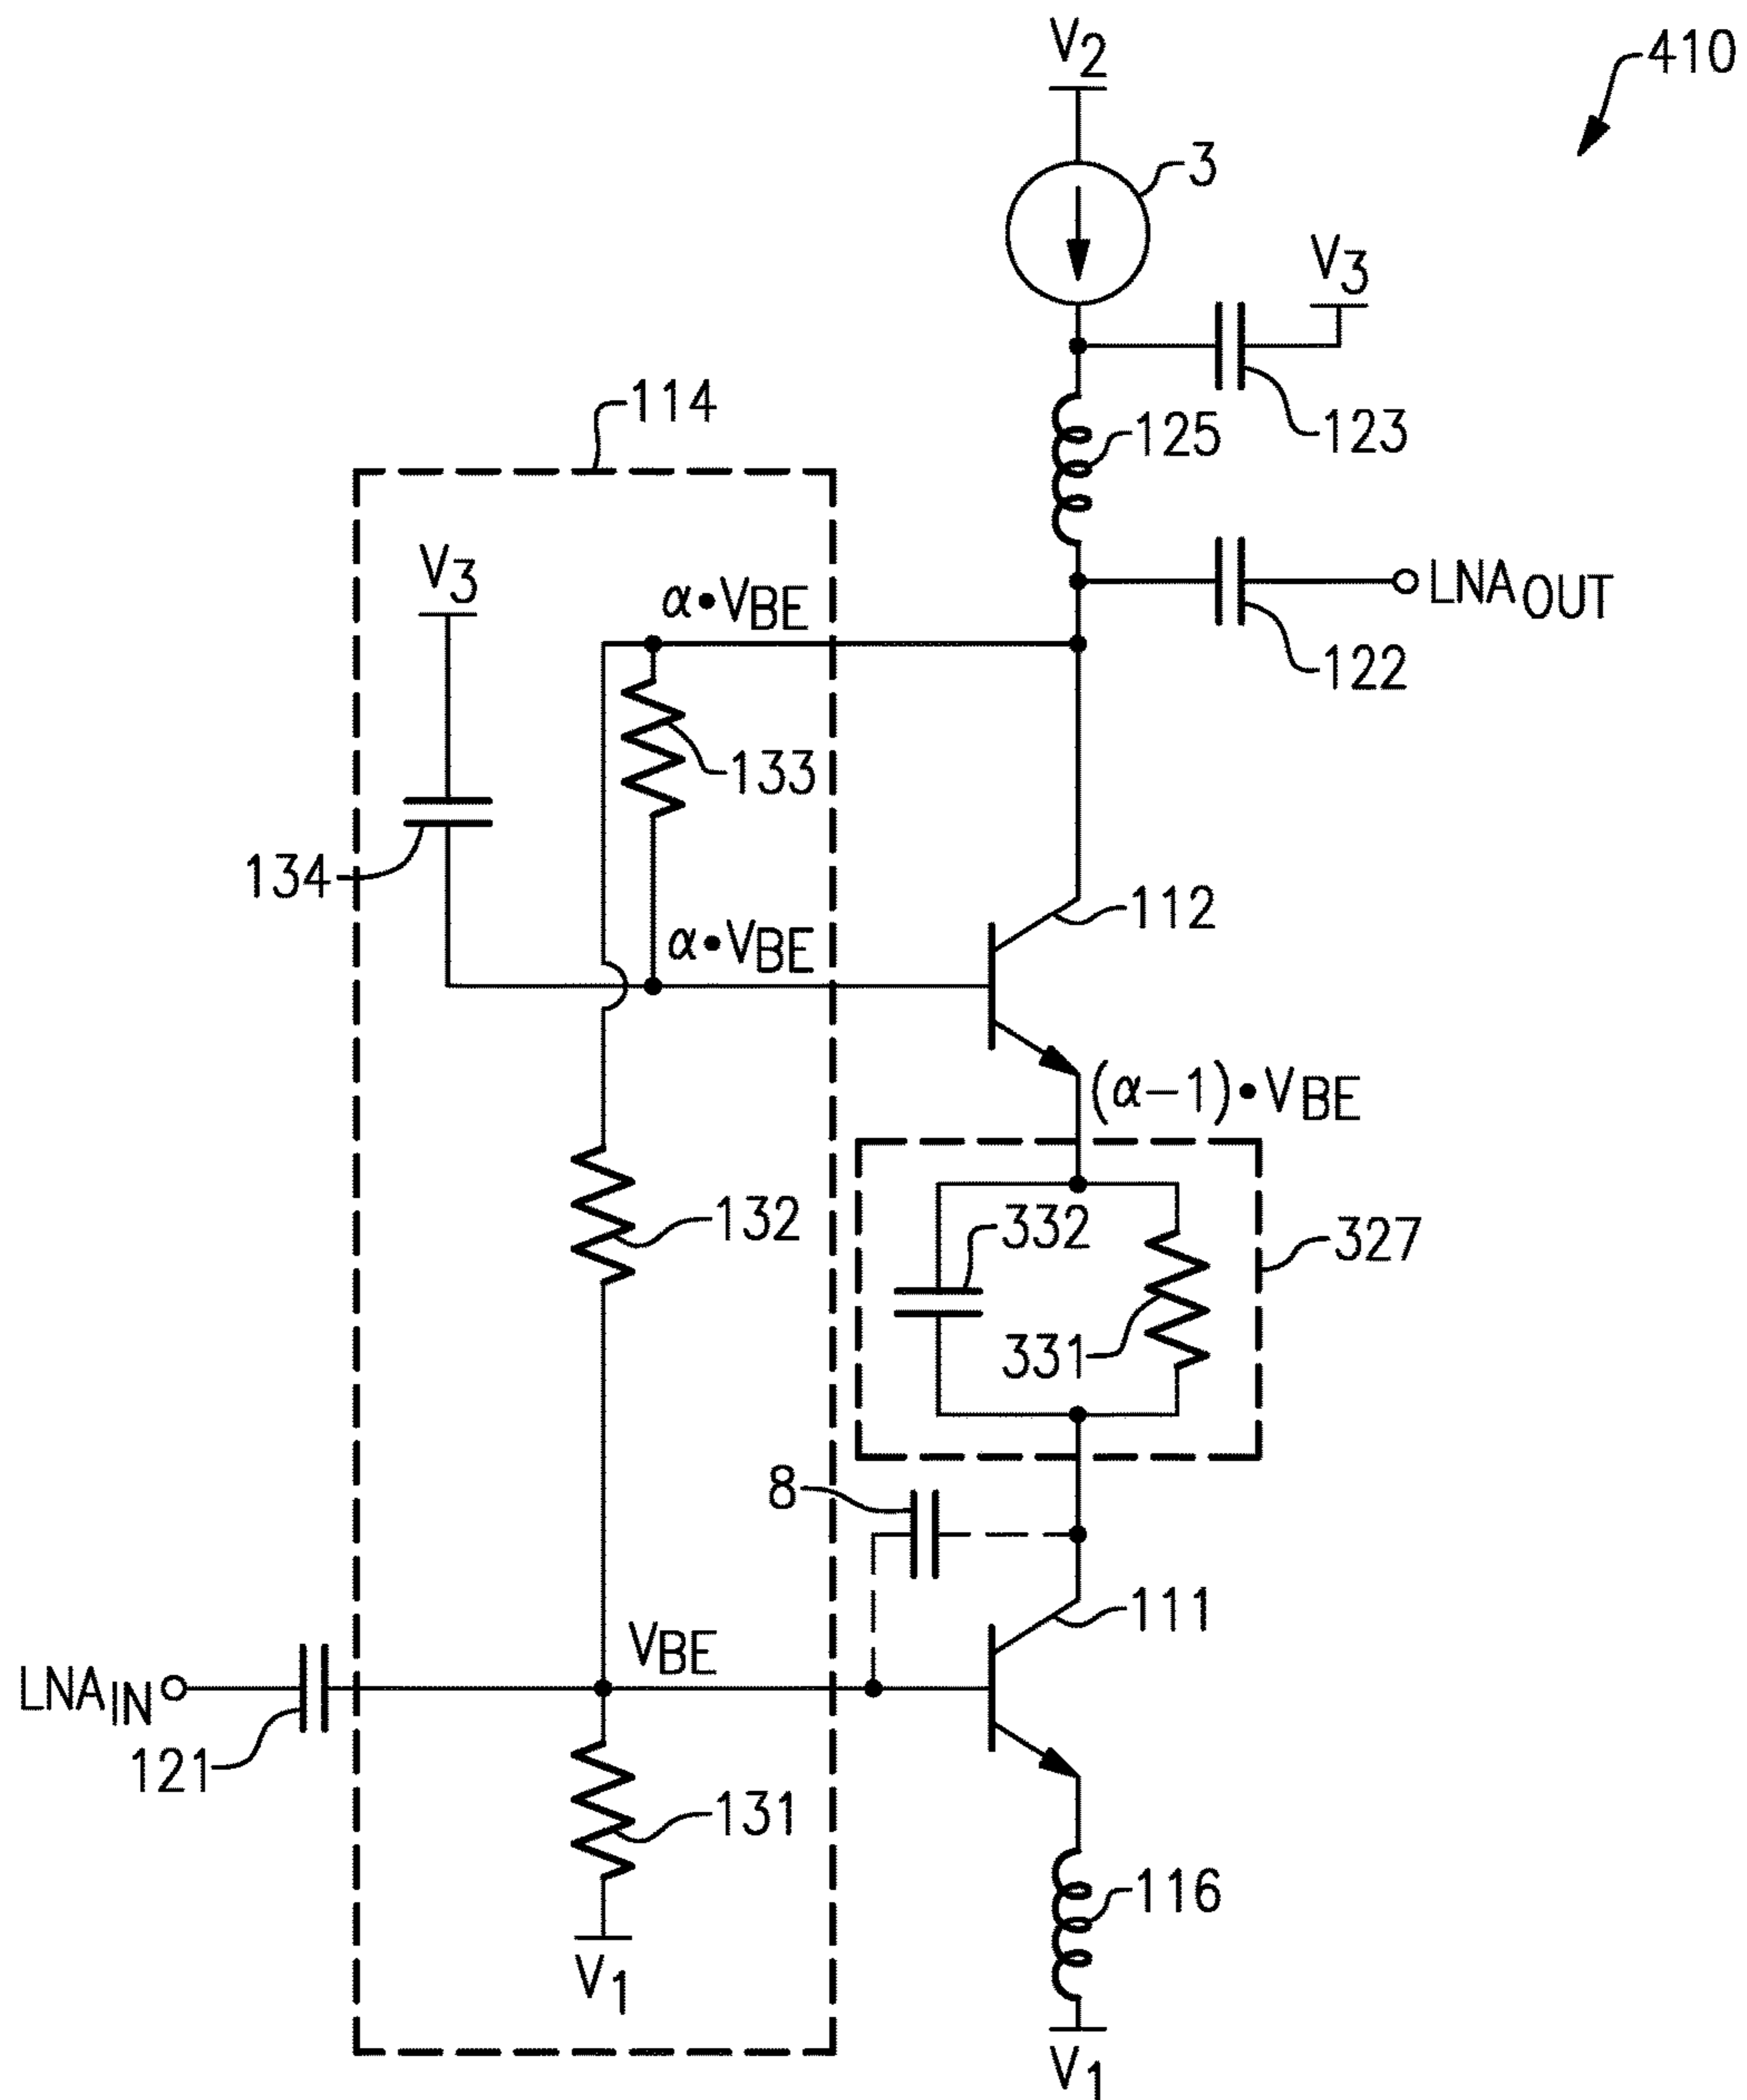 V2
410
3
V3
114
125
123
V3
α•VBE
LNAOUT
122
133
134
112
α•VBE
(α-1)•VBE
132
332
327
331
8
111
VBE
LNAIN
121
131
116
V1
V1